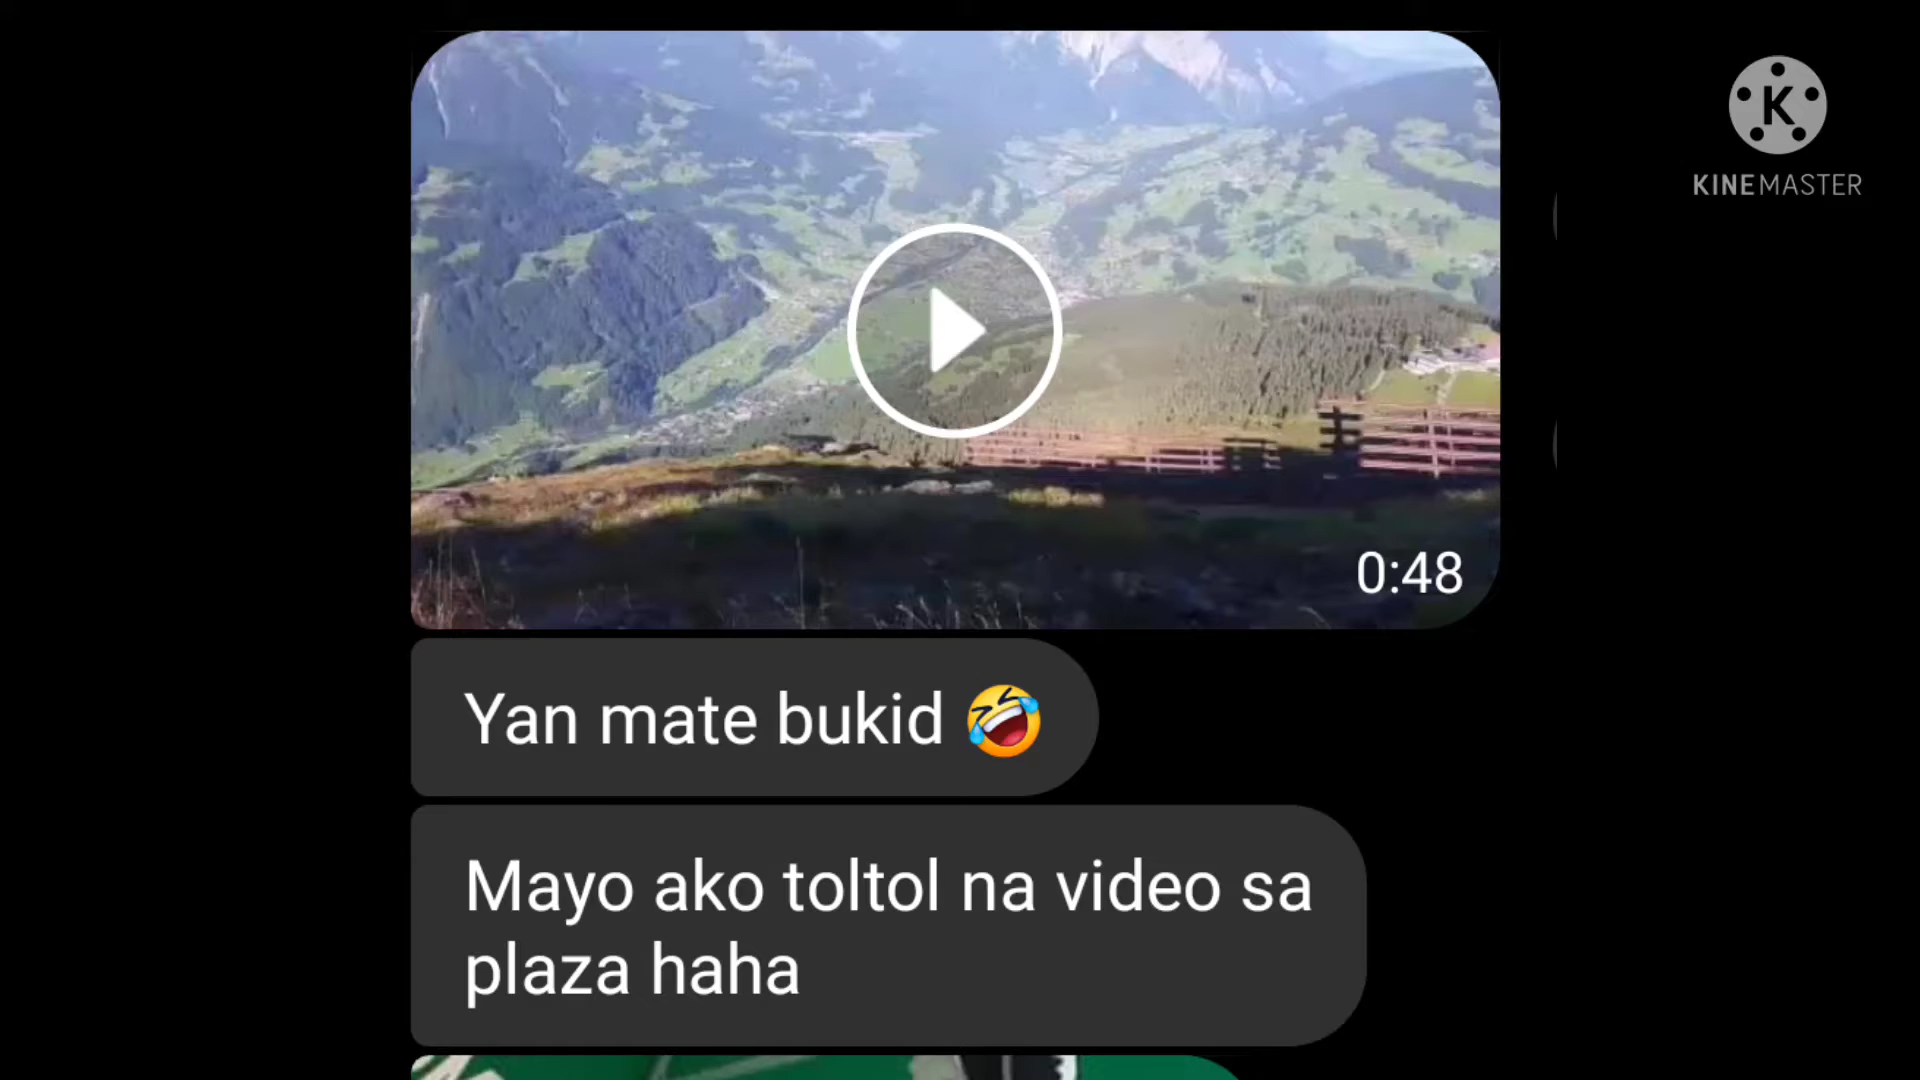 K
KINEMASTER
0:48
Yan mate bukid 🤣
Mayo ako toltol na video sa
plaza haha